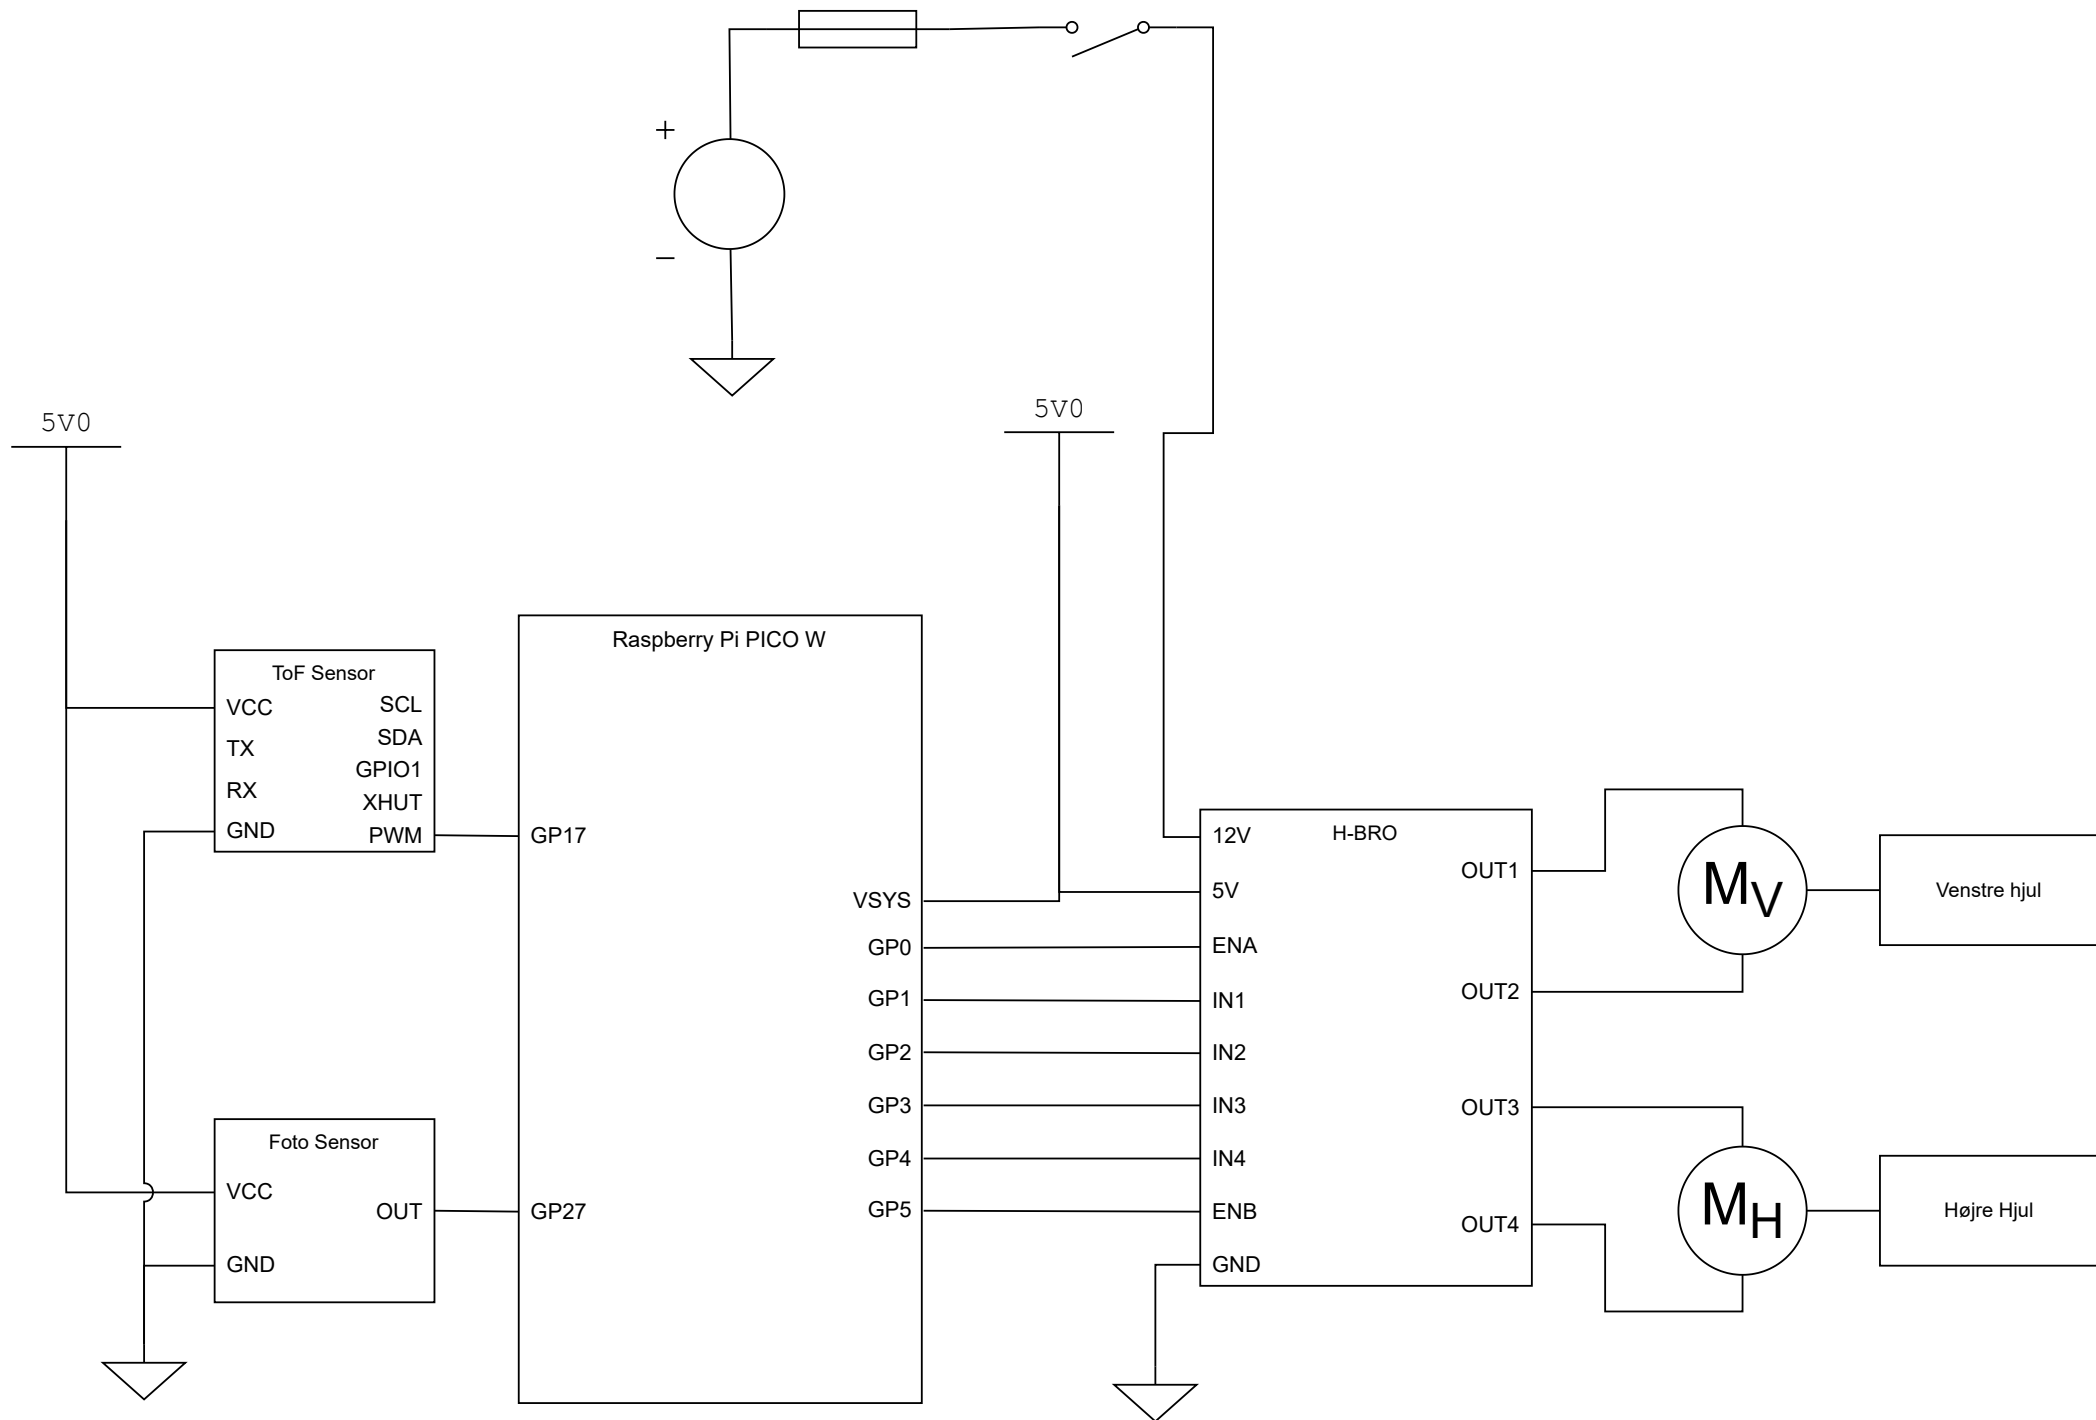 +
−
5V0
5V0
Raspberry Pi PICO W
ToF Sensor
VCC
SCL
TX
SDA
GPIO1
RX
XHUT
GND
PWM
GP17
VSYS
GP0
GP1
GP2
GP3
GP4
GP5
GP27
Foto Sensor
VCC
OUT
GND
H-BRO
12V
5V
ENA
IN1
IN2
IN3
IN4
ENB
GND
OUT1
OUT2
OUT3
OUT4
MV
Venstre hjul
MH
Højre Hjul